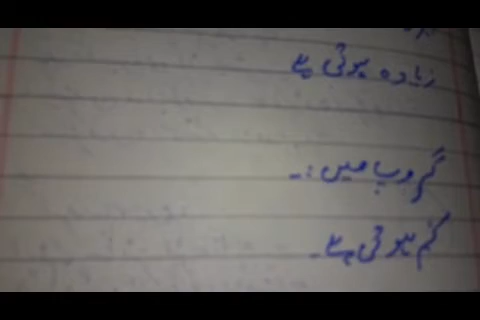 زیادہ ہوتی ہے
گروپ میں :۔
کم ہوتی ہے۔